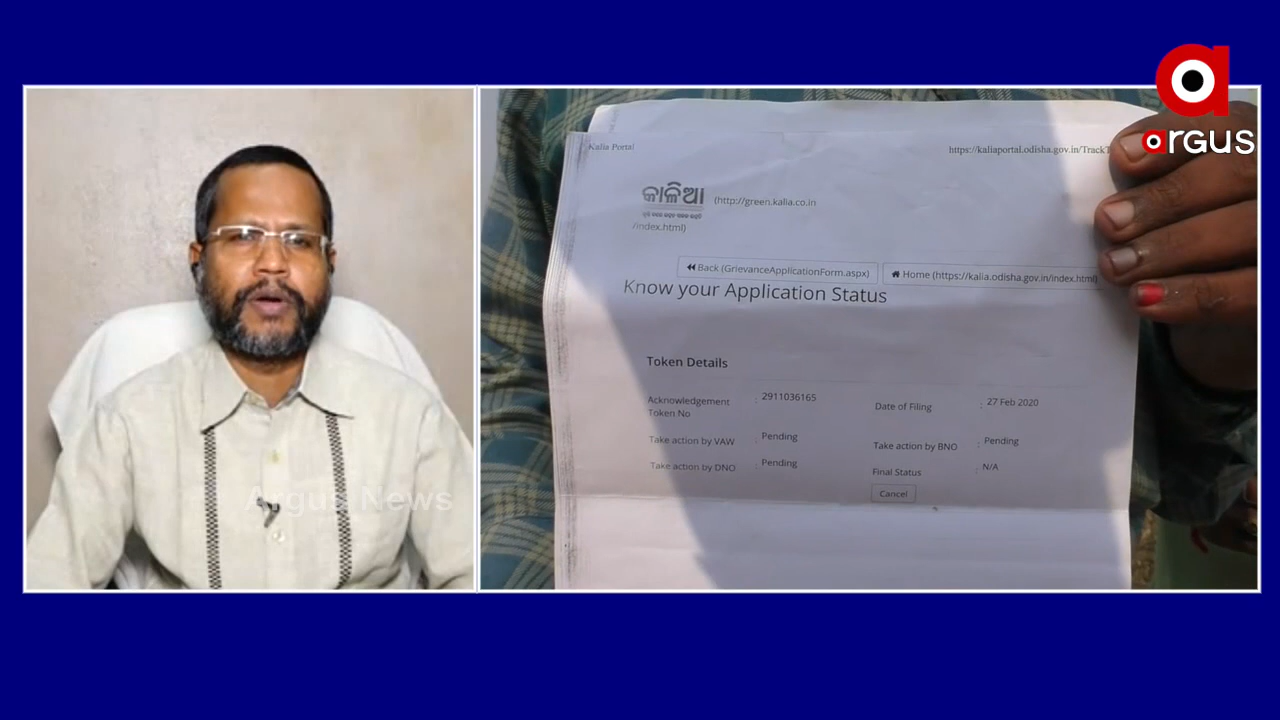 argus
Argus News
Kalia Portal
https://kaliaportal.odisha.gov.in/TrackT
କାଳିଆ
(http://green.kalia.co.in
/index.html)
Back (GrievanceApplicationForm.aspx)
Home (https://kalia.odisha.gov.in/index.html)
Know your Application Status
Token Details
Acknowledgement Token No : 2911036165
Date of Filing : 27 Feb 2020
Take action by VAW : Pending
Take action by BNO : Pending
Take action by DNO : Pending
Final Status : N/A
Cancel